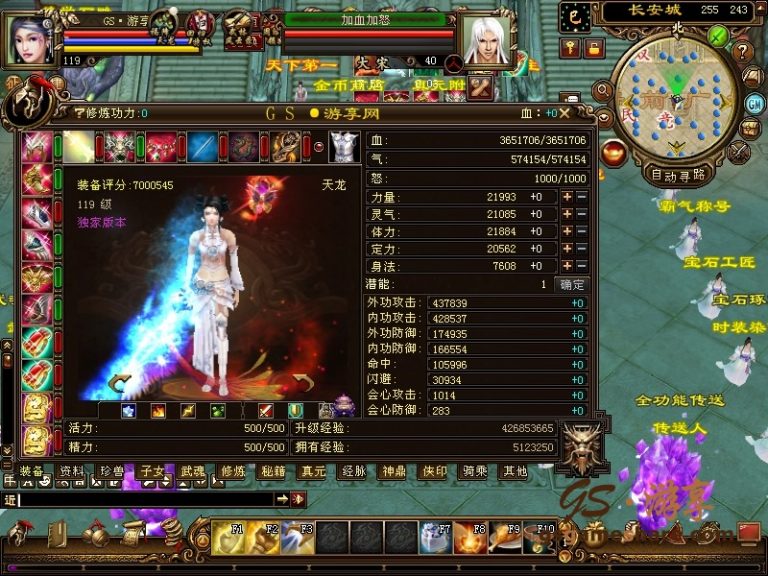 GS·游享
加血加怒
长安城 255 243
北
119
大宋 40
天下第一
金币商店
GM
自动寻路
?修炼功力:0
GS●游享网
血:+0
装备评分:7000545
天龙
119 级
独家版本
血: 3651706/3651706
气: 574154/574154
怒: 1000/1000
力量: 21993 +0
灵气: 21085 +0
体力: 21884 +0
定力: 20562 +0
身法: 7608 +0
潜能: 1 确定
外功攻击: 437839 +0
内功攻击: 428537 +0
外功防御: 174935 +0
内功防御: 166554 +0
命中: 105996 +0
闪避: 30934 +0
会心攻击: 1014 +0
会心防御: 283 +0
活力: 500/500 升级经验: 426853665
精力: 500/500 拥有经验: 5123250
装备 资料 珍兽 子女 武魂 修炼 秘籍 真元 经脉 神鼎 侠印 骑乘 其他
霸气称号
宝石工匠
宝石琢
时装染
全功能传送
传送人
近
GS·游享
F1 F2 F3 F7 F8 F9 F10